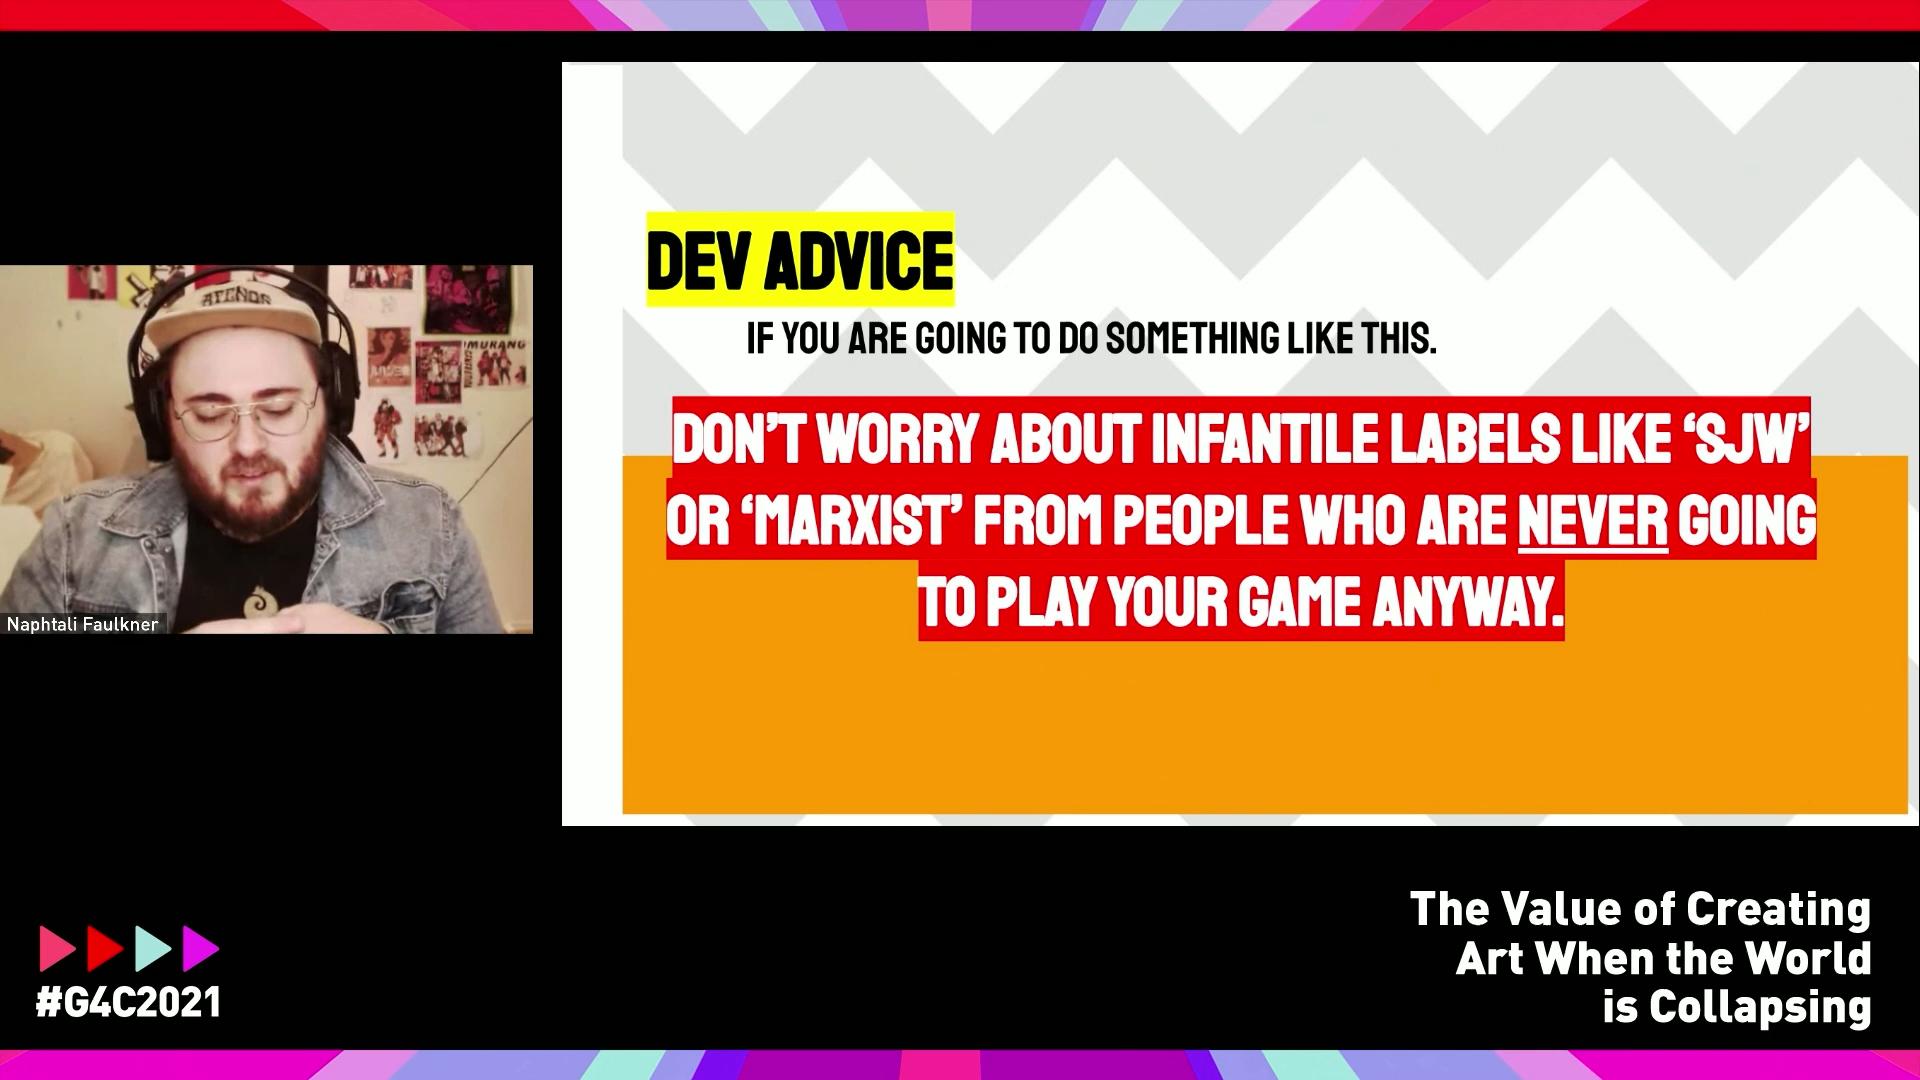 DEV ADVICE
IF YOU ARE GOING TO DO SOMETHING LIKE THIS.
DON'T WORRY ABOUT INFANTILE LABELS LIKE ‘SJW’
OR ‘MARXIST’ FROM PEOPLE WHO ARE NEVER GOING
TO PLAY YOUR GAME ANYWAY.
Naphtali Faulkner
The Value of Creating
Art When the World
is Collapsing
#G4C2021